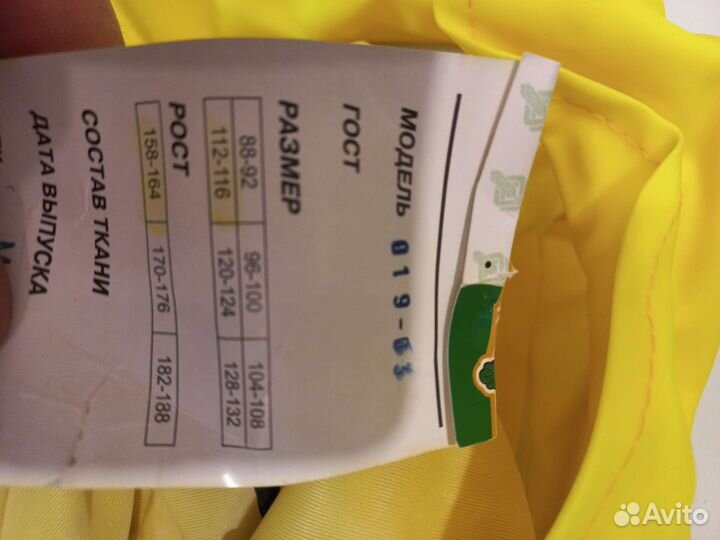 МОДЕЛЬ 019-03
ГОСТ
РАЗМЕР
88-92 96-100 104-108
112-116 120-124 128-132
РОСТ
158-164 170-176 182-188
СОСТАВ ТКАНИ
ДАТА ВЫПУСКА
Avito